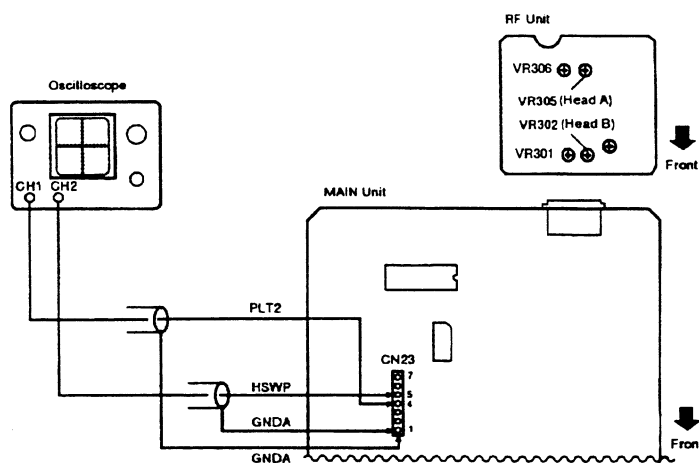 RF Unit
VR306
VR305 (Head A)
VR302 (Head B)
VR301
Front
Oscilloscope
CH1 CH2
MAIN Unit
PLT2
CN23
7
HSWP
5
4
GNDA
1
GNDA
Fron